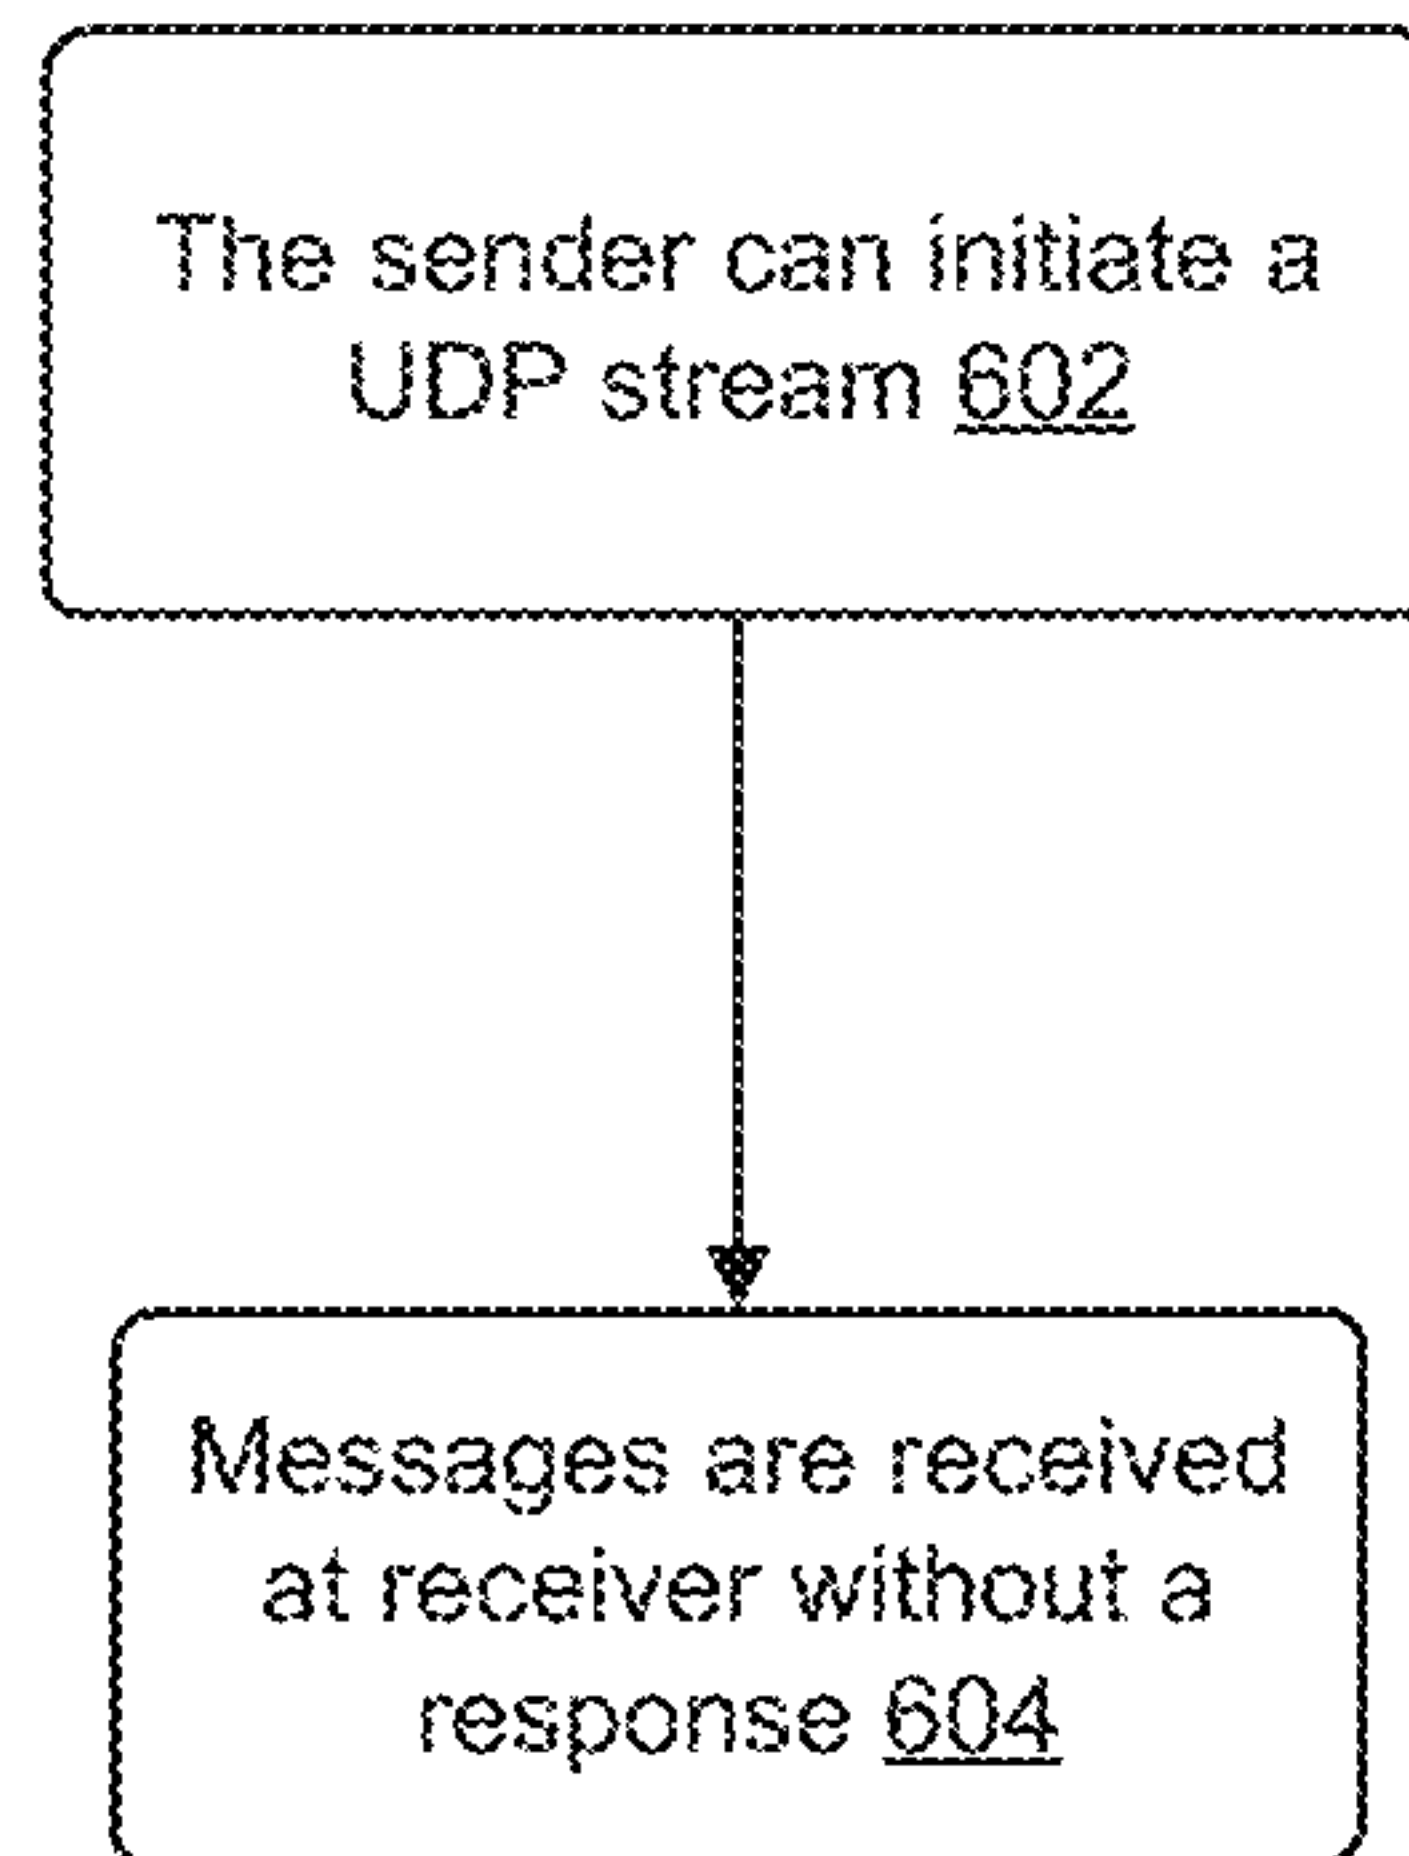 The sender can initiate a
UDP stream 602
Messages are received
at receiver without a
response 604